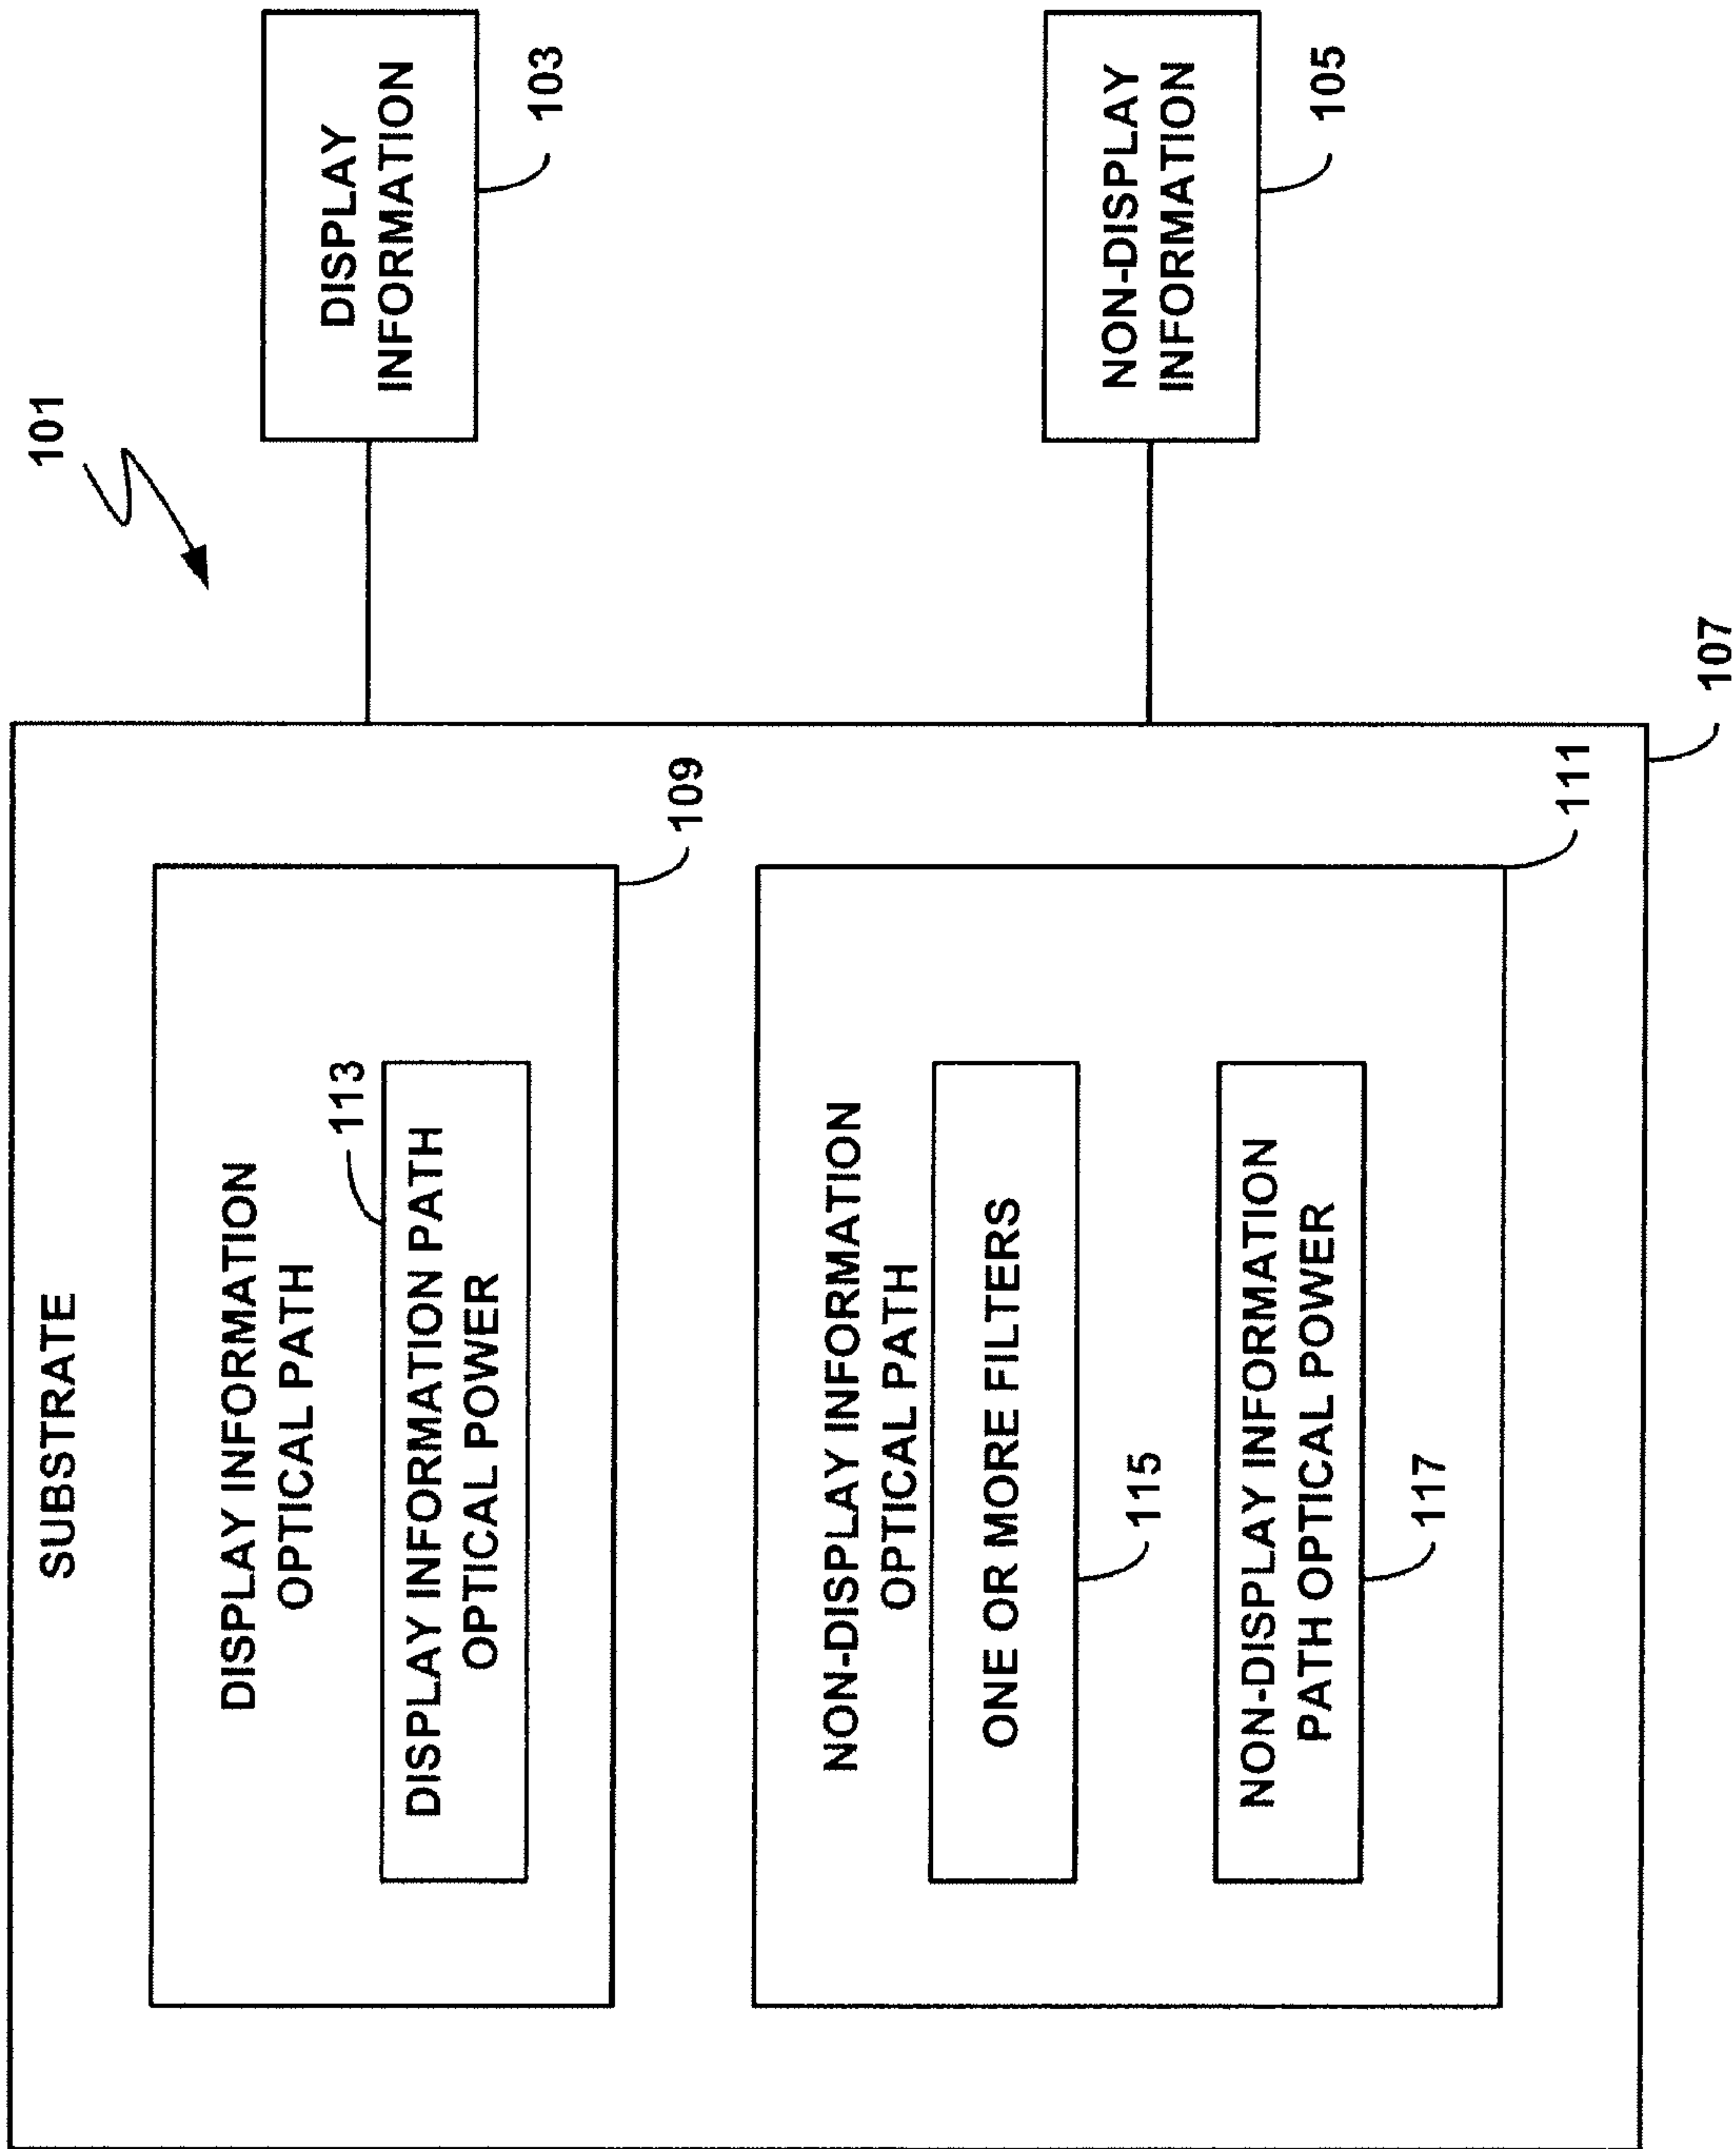 101
SUBSTRATE
DISPLAY INFORMATION
OPTICAL PATH
113
DISPLAY INFORMATION PATH
OPTICAL POWER
109
NON-DISPLAY INFORMATION
OPTICAL PATH
ONE OR MORE FILTERS
115
NON-DISPLAY INFORMATION
PATH OPTICAL POWER
117
111
107
DISPLAY
INFORMATION
103
NON-DISPLAY
INFORMATION
105